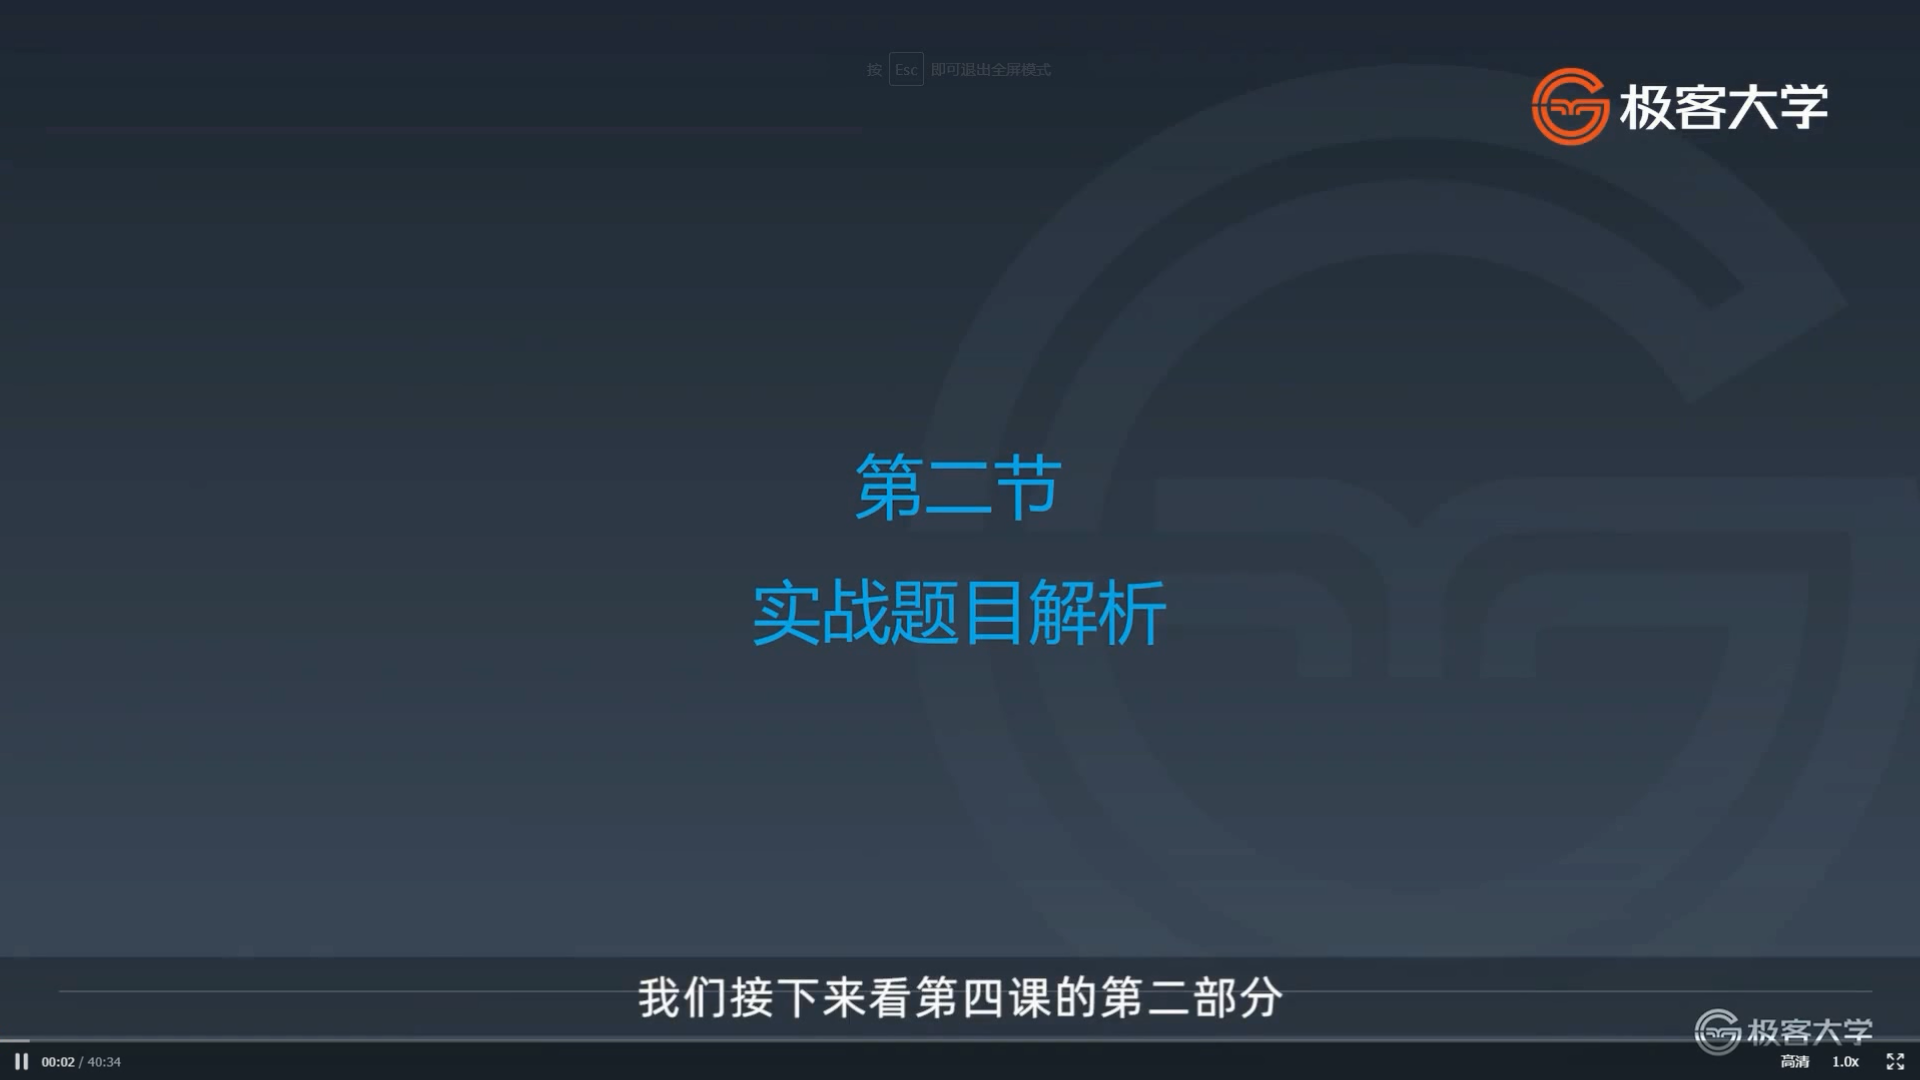 按 Esc 即可退出全屏模式
极客大学
第二节
实战题目解析
我们接下来看第四课的第二部分
极客大学
00:02 / 40:34
高清 1.0x